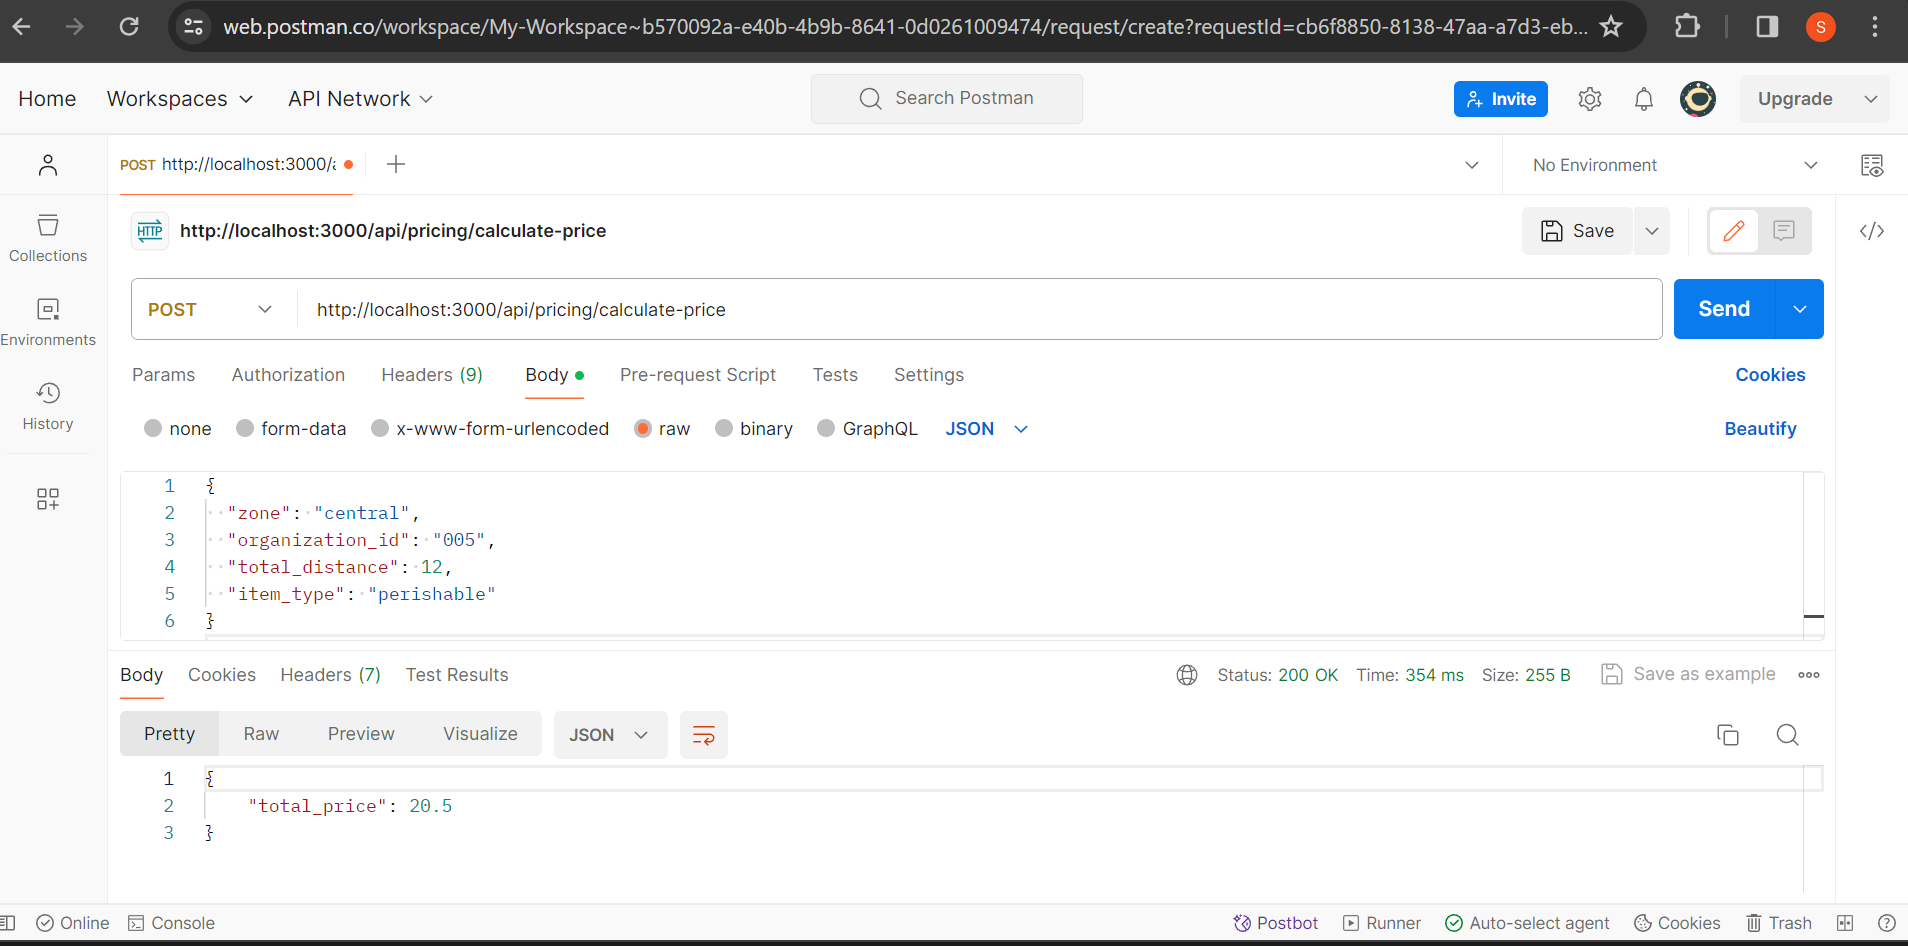 web.postman.co/workspace/My-Workspace~b570092a-e40b-4b9b-8641-0d0261009474/request/create?requestId=cb6f8850-8138-47aa-a7d3-eb...
S
Home Workspaces API Network
Search Postman
Invite
Upgrade
POST http://localhost:3000/a
No Environment
HTTP http://localhost:3000/api/pricing/calculate-price
Save
</>
Collections
Environments
History
POST http://localhost:3000/api/pricing/calculate-price
Send
Params Authorization Headers (9) Body Pre-request Script Tests Settings Cookies
none form-data x-www-form-urlencoded raw binary GraphQL JSON Beautify
1 {
2 "zone": "central",
3 "organization_id": "005",
4 "total_distance": 12,
5 "item_type": "perishable"
6 }
Body Cookies Headers (7) Test Results Status: 200 OK Time: 354 ms Size: 255 B Save as example
Pretty Raw Preview Visualize JSON
1 {
2 "total_price": 20.5
3 }
Online Console Postbot Runner Auto-select agent Cookies Trash